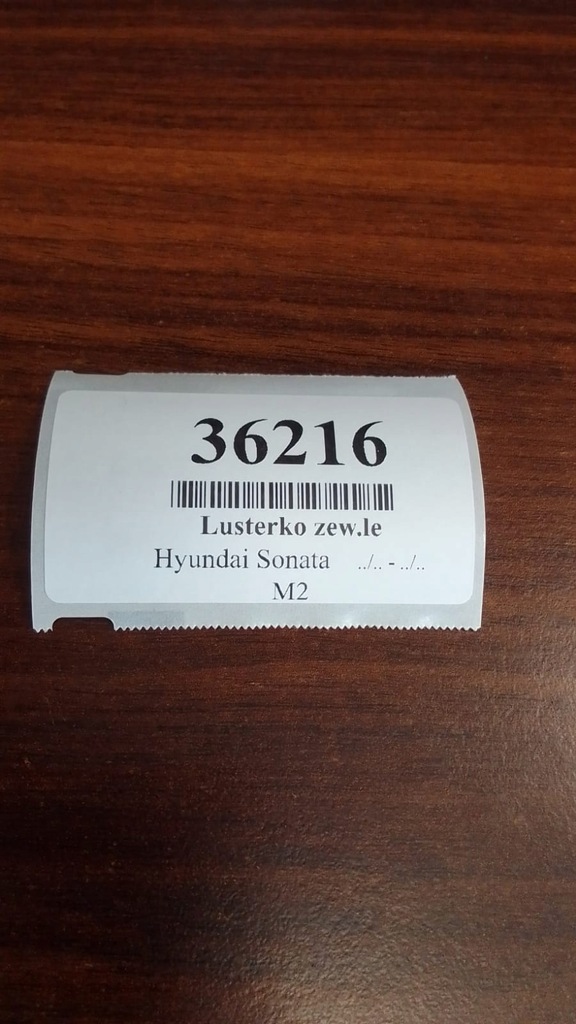 36216
Lusterko zew.le
Hyundai Sonata ../.. - ../..
M2